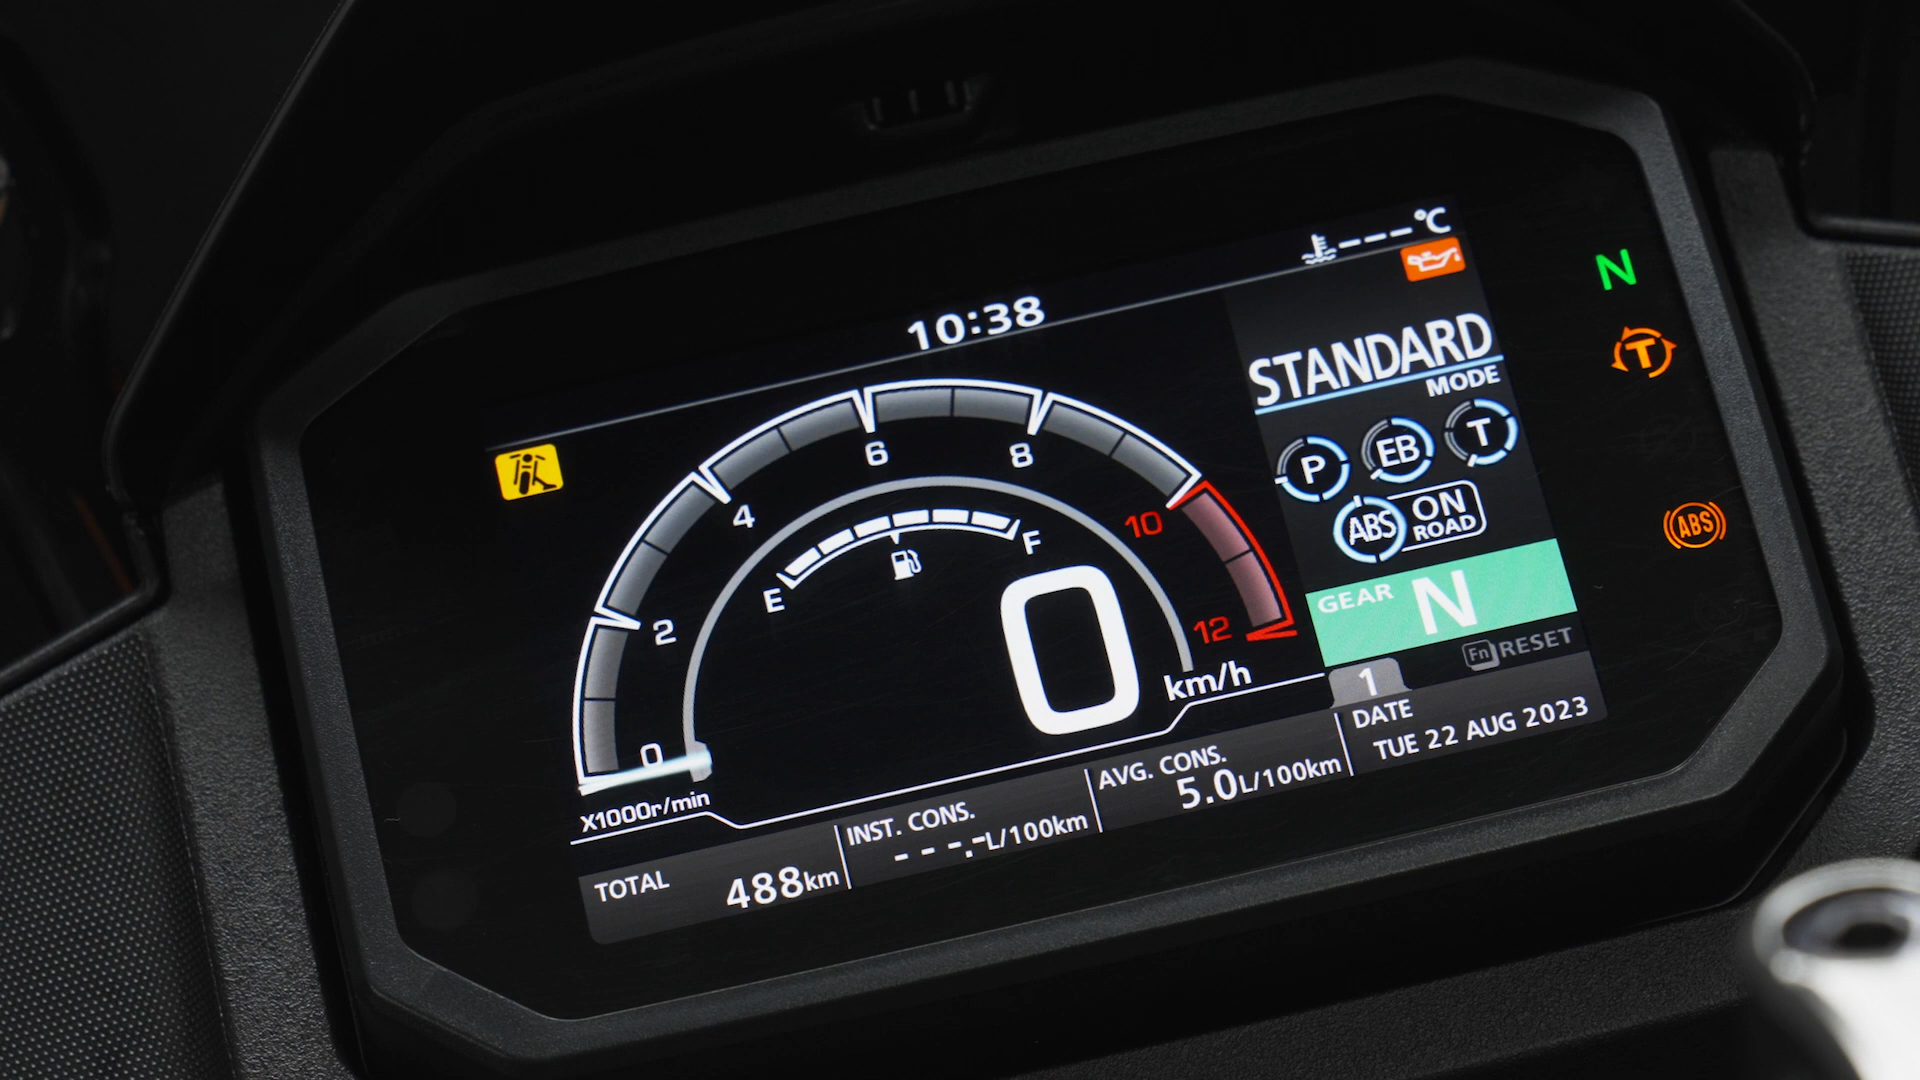 ---°C
10:38
N
STANDARD
MODE
T
P EB T
ABS ON
ROAD
ABS
0 2 4 6 8 10 12
E F
0 km/h
x1000r/min
GEAR N
Fn RESET
1
DATE
TUE 22 AUG 2023
AVG. CONS.
5.0L/100km
INST. CONS.
---.-L/100km
TOTAL
488km